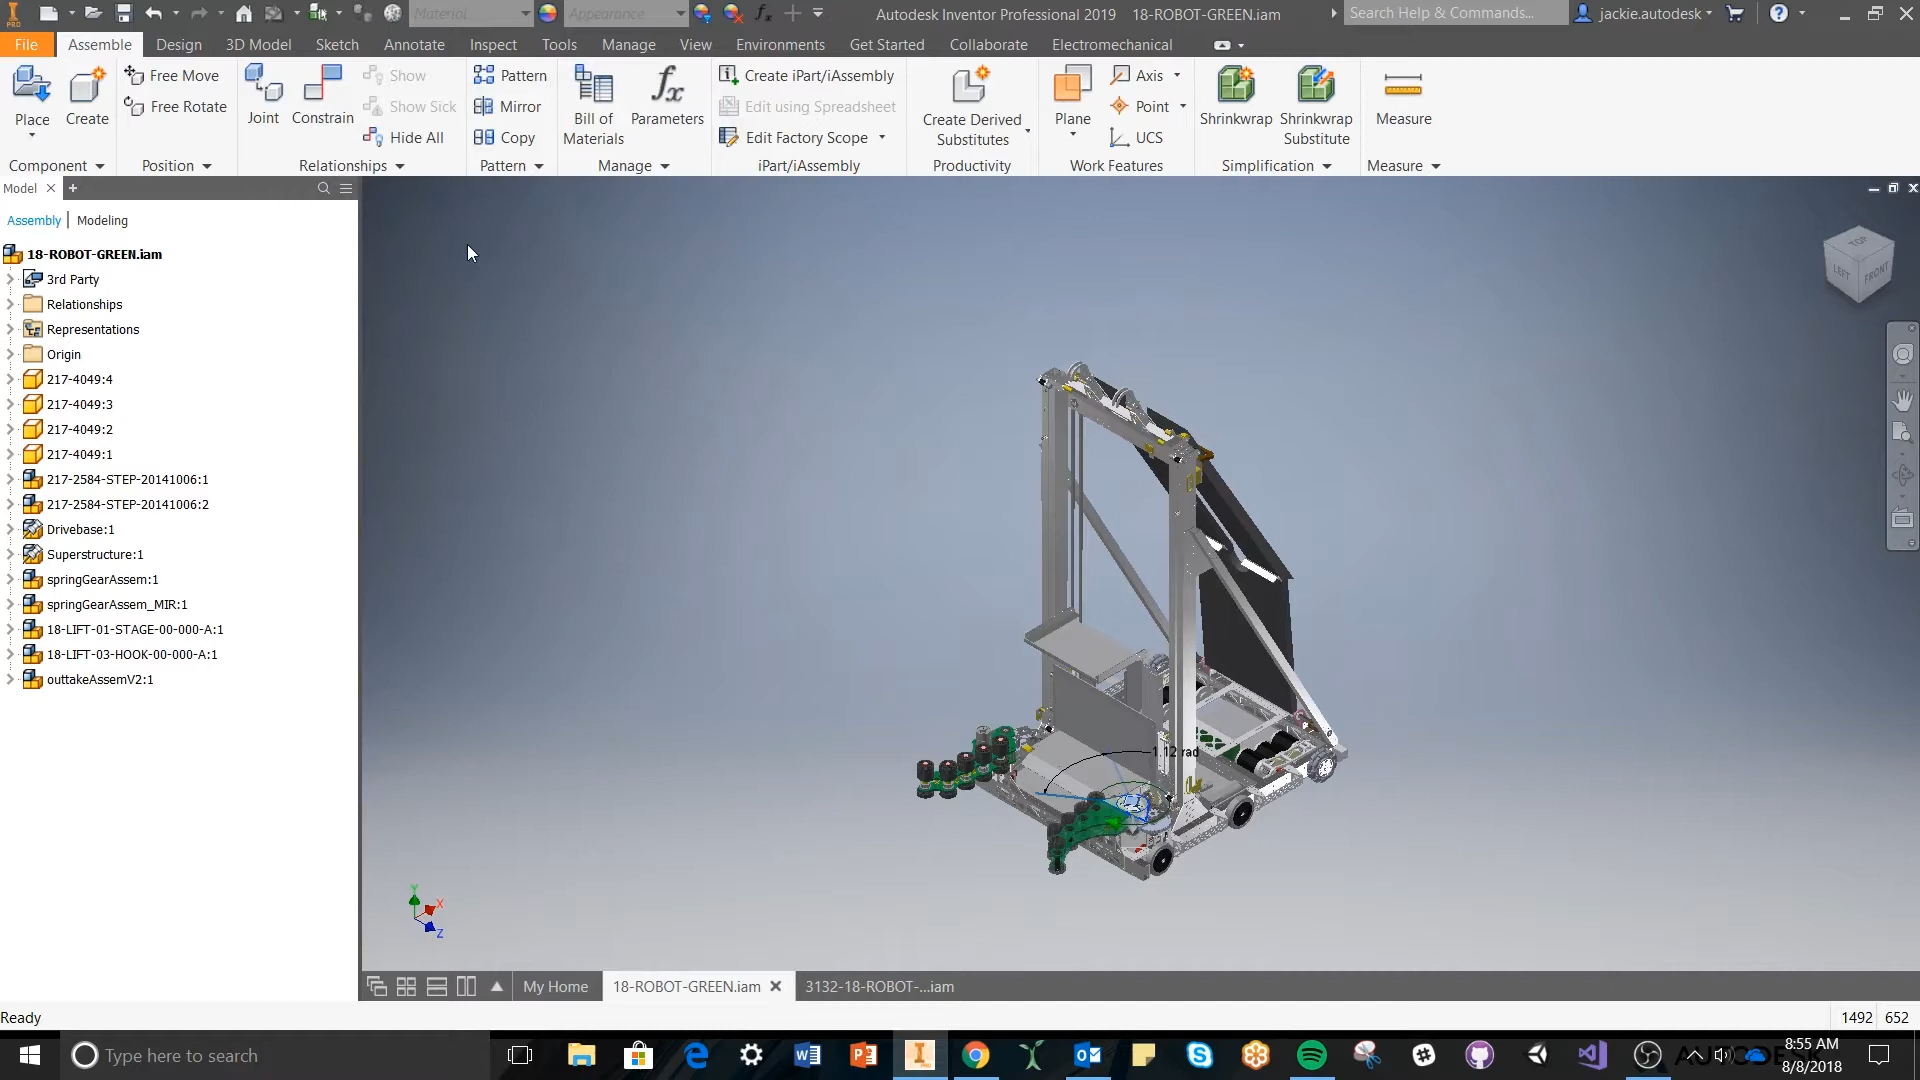 PRO
Material
Appearance
Autodesk Inventor Professional 2019 18-ROBOT-GREEN.iam
Search Help & Commands...
jackie.autodesk
File Assemble Design 3D Model Sketch Annotate Inspect Tools Manage View Environments Get Started Collaborate Electromechanical
Place
Create
Free Move
Free Rotate
Joint
Constrain
Show
Show Sick
Hide All
Pattern
Mirror
Copy
Bill of
Materials
Parameters
Create iPart/iAssembly
Edit using Spreadsheet
Edit Factory Scope
Create Derived
Substitutes
Plane
Axis
Point
UCS
Shrinkwrap
Shrinkwrap
Substitute
Measure
Component Position Relationships Pattern Manage iPart/iAssembly Productivity Work Features Simplification Measure
Model
Assembly | Modeling
18-ROBOT-GREEN.iam
3rd Party
Relationships
Representations
Origin
217-4049:4
217-4049:3
217-4049:2
217-4049:1
217-2584-STEP-20141006:1
217-2584-STEP-20141006:2
Drivebase:1
Superstructure:1
springGearAssem:1
springGearAssem_MIR:1
18-LIFT-01-STAGE-00-000-A:1
18-LIFT-03-HOOK-00-000-A:1
outtakeAssemV2:1
TOP
LEFT
FRONT
1.12 rad
Y
X
Z
My Home 18-ROBOT-GREEN.iam 3132-18-ROBOT-...iam
Ready
1492 652
Type here to search
AUTODESK
8:55 AM
8/8/2018